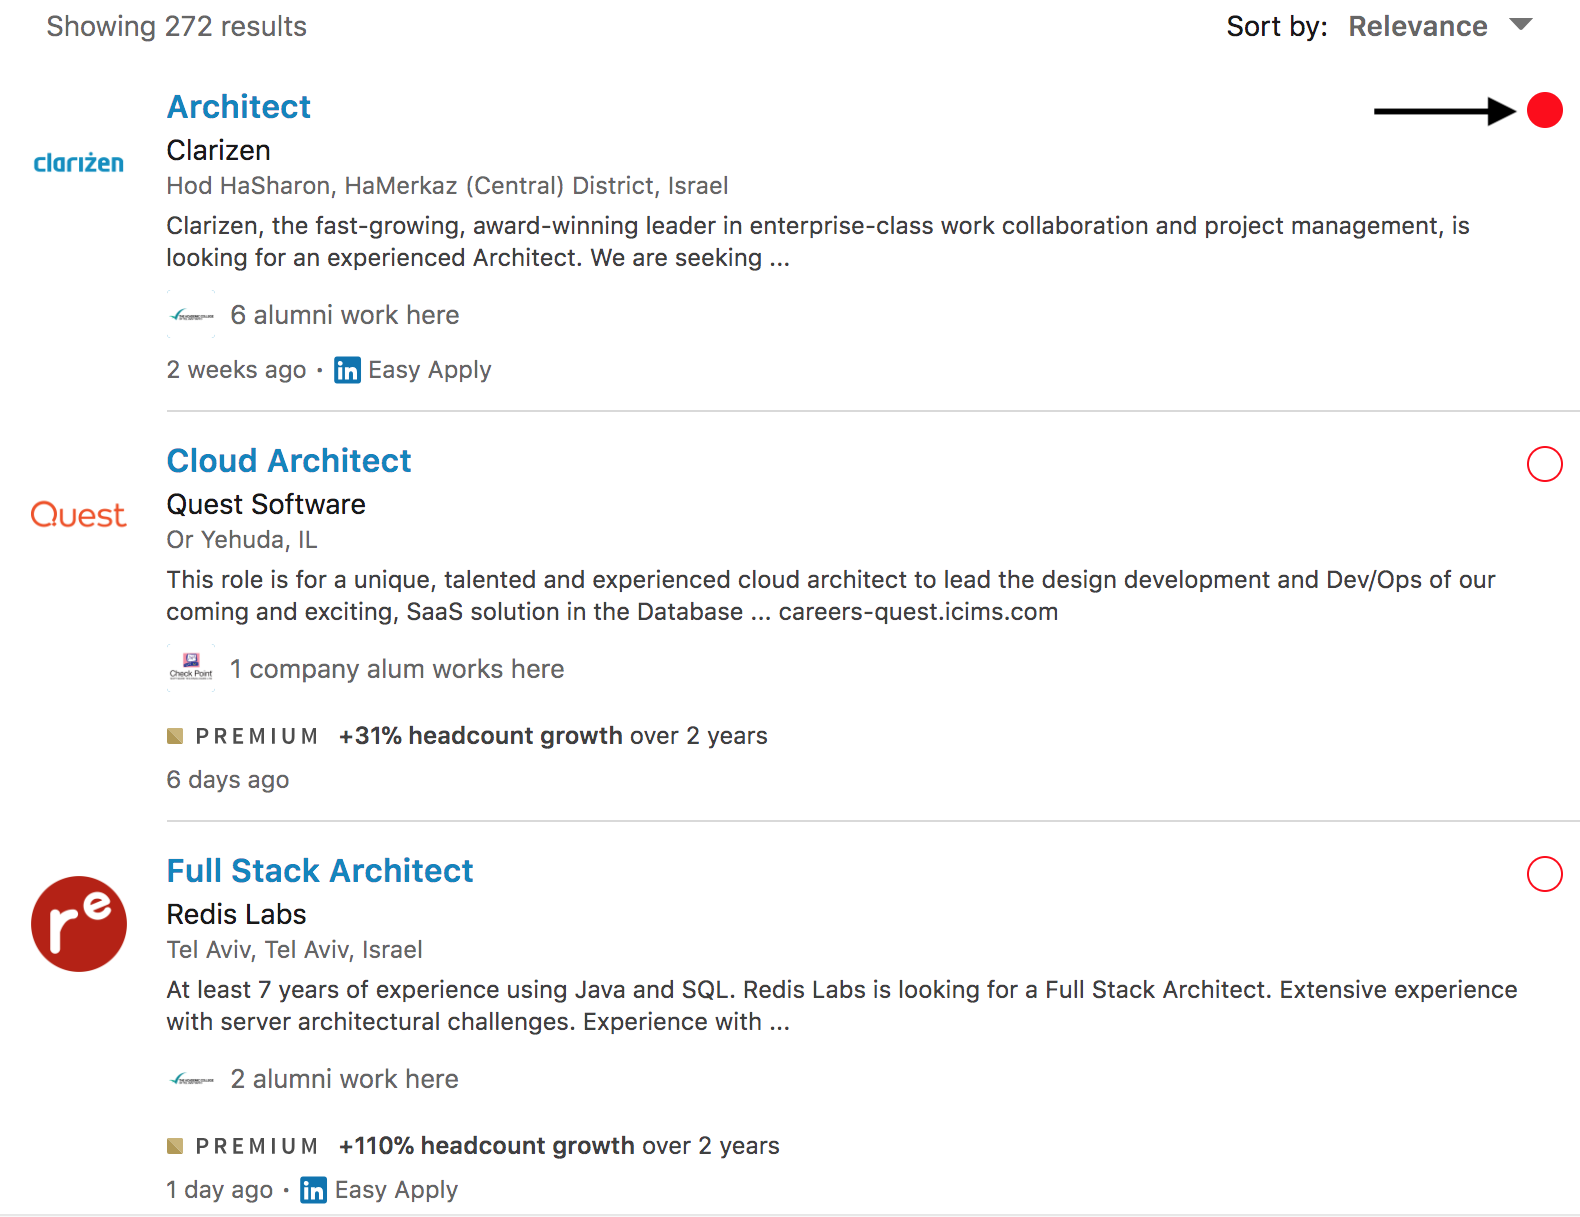 Showing 272 results
Sort by: Relevance
Architect
clarizen
Clarizen
Hod HaSharon, HaMerkaz (Central) District, Israel
Clarizen, the fast-growing, award-winning leader in enterprise-class work collaboration and project management, is
looking for an experienced Architect. We are seeking ...
6 alumni work here
2 weeks ago · in Easy Apply
Cloud Architect
Quest
Quest Software
Or Yehuda, IL
This role is for a unique, talented and experienced cloud architect to lead the design development and Dev/Ops of our
coming and exciting, SaaS solution in the Database ... careers-quest.icims.com
Check Point
1 company alum works here
PREMIUM +31% headcount growth over 2 years
6 days ago
Full Stack Architect
re
Redis Labs
Tel Aviv, Tel Aviv, Israel
At least 7 years of experience using Java and SQL. Redis Labs is looking for a Full Stack Architect. Extensive experience
with server architectural challenges. Experience with ...
2 alumni work here
PREMIUM +110% headcount growth over 2 years
1 day ago · in Easy Apply